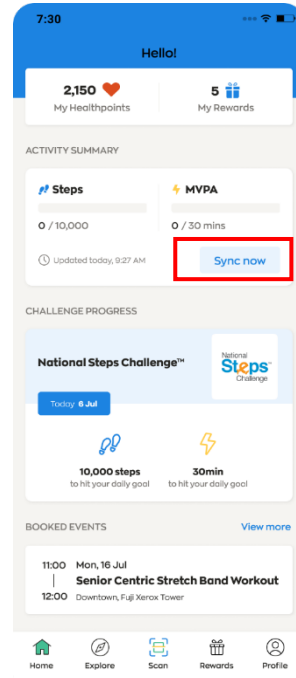 7:30
Hello!
2,150
5
My Healthpoints
My Rewards
ACTIVITY SUMMARY
Steps
MVPA
0 / 10,000
0 / 30 mins
Updated today, 9:27 AM
Sync now
CHALLENGE PROGRESS
National Steps Challenge™
National
Steps™
Challenge
Today 6 Jul
10,000 steps
to hit your daily goal
30min
to hit your daily goal
BOOKED EVENTS
View more
11:00 Mon, 16 Jul
Senior Centric Stretch Band Workout
12:00 Downtown, Fuji Xerox Tower
Home
Explore
Scan
Rewards
Profile